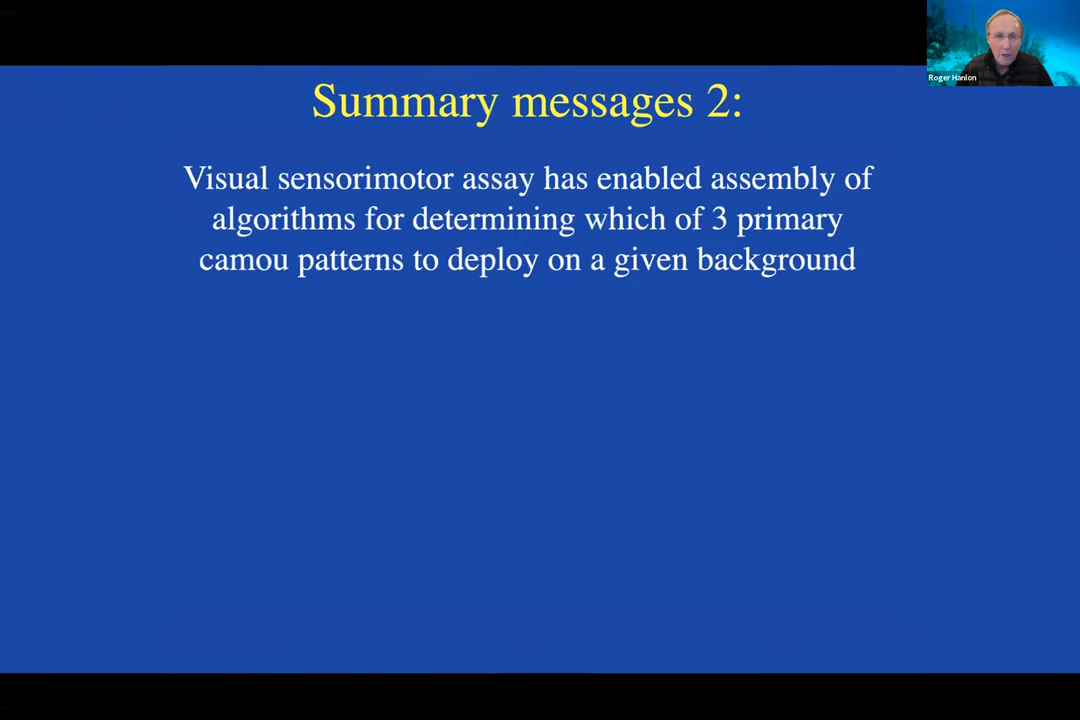 Roger Hanlon
Summary messages 2:
Visual sensorimotor assay has enabled assembly of
algorithms for determining which of 3 primary
camou patterns to deploy on a given background